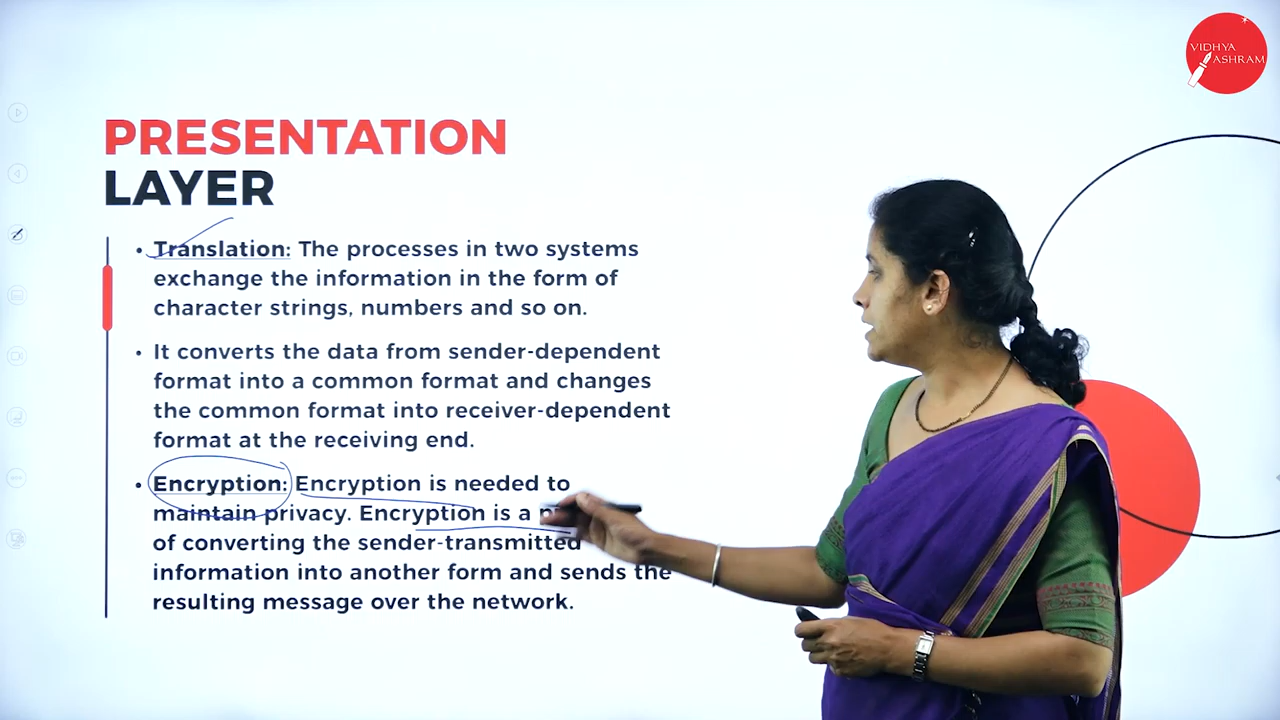 VIDHYA
ASHRAM
PRESENTATION
LAYER
• Translation: The processes in two systems
exchange the information in the form of
character strings, numbers and so on.
• It converts the data from sender-dependent
format into a common format and changes
the common format into receiver-dependent
format at the receiving end.
• Encryption: Encryption is needed to
maintain privacy. Encryption is a
of converting the sender-transmitted
information into another form and sends the
resulting message over the network.